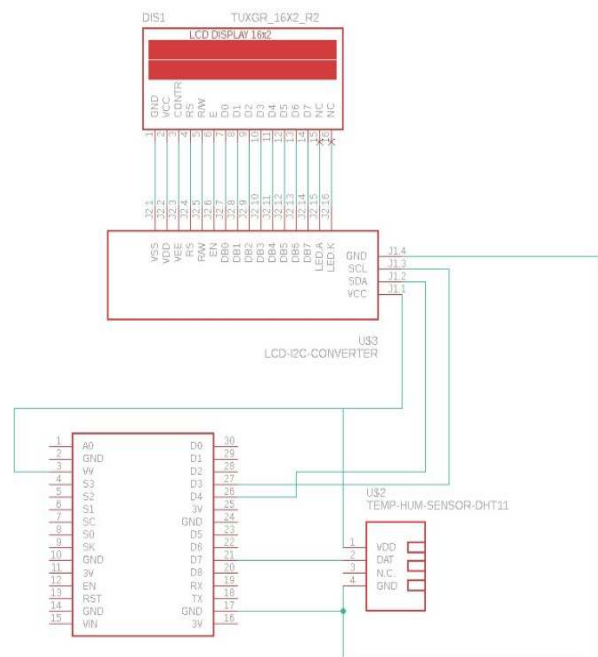 DIS1 TUXGR_16X2_R2
LCD DISPLAY 16x2
GND VCC CONTR RS R/W E D0 D1 D2 D3 D4 D5 D6 D7 NC NC
1 2 3 4 5 6 7 8 9 10 11 12 13 14 15 16
J2.1 J2.2 J2.3 J2.4 J2.5 J2.6 J2.7 J2.8 J2.9 J2.10 J2.11 J2.12 J2.13 J2.14 J2.15 J2.16
VSS VDD VEE RS R/W EN DB0 DB1 DB2 DB3 DB4 DB5 DB6 DB7 LED.A LED.K
GND J1.4
SCL J1.3
SDA J1.2
VCC J1.1
U$3
LCD-I2C-CONVERTER
1 A0 D0 30
2 GND D1 29
3 VV D2 28
4 S3 D3 27
5 S2 D4 26
6 S1 3V 25
7 SC GND 24
8 S0 D5 23
9 SK D6 22
10 GND D7 21
11 3V D8 20
12 EN RX 19
13 RST TX 18
14 GND GND 17
15 VIN 3V 16
U$2
TEMP-HUM-SENSOR-DHT11
1 VDD
2 DAT
3 N.C.
4 GND